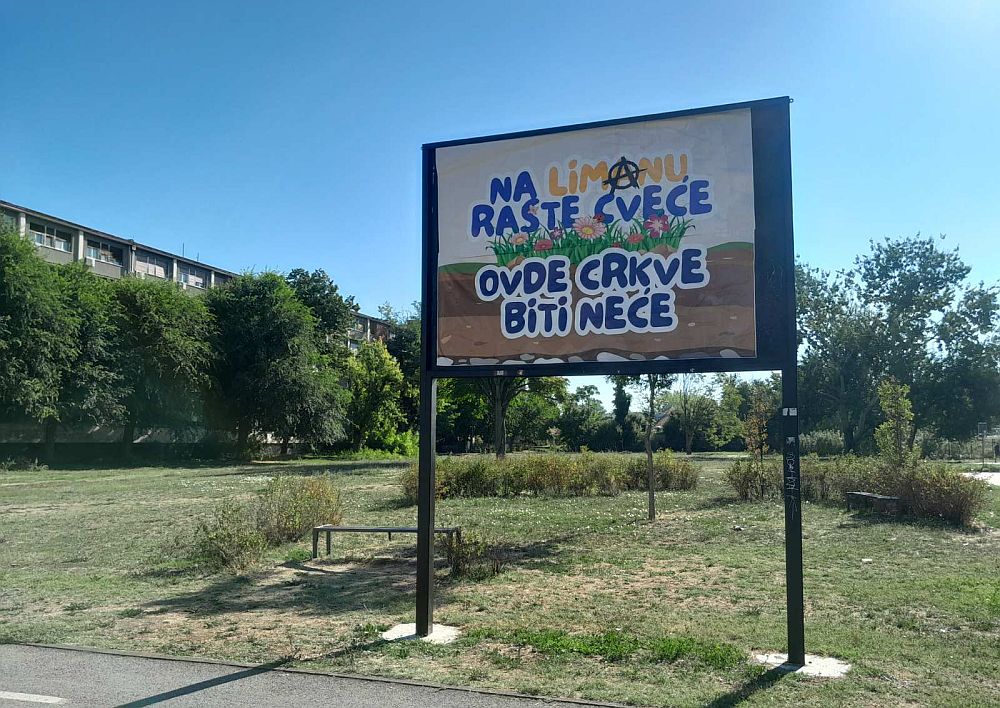 NA LIMANU
RASTE CVEĆE
OVDE CRKVE
BITI NEĆE